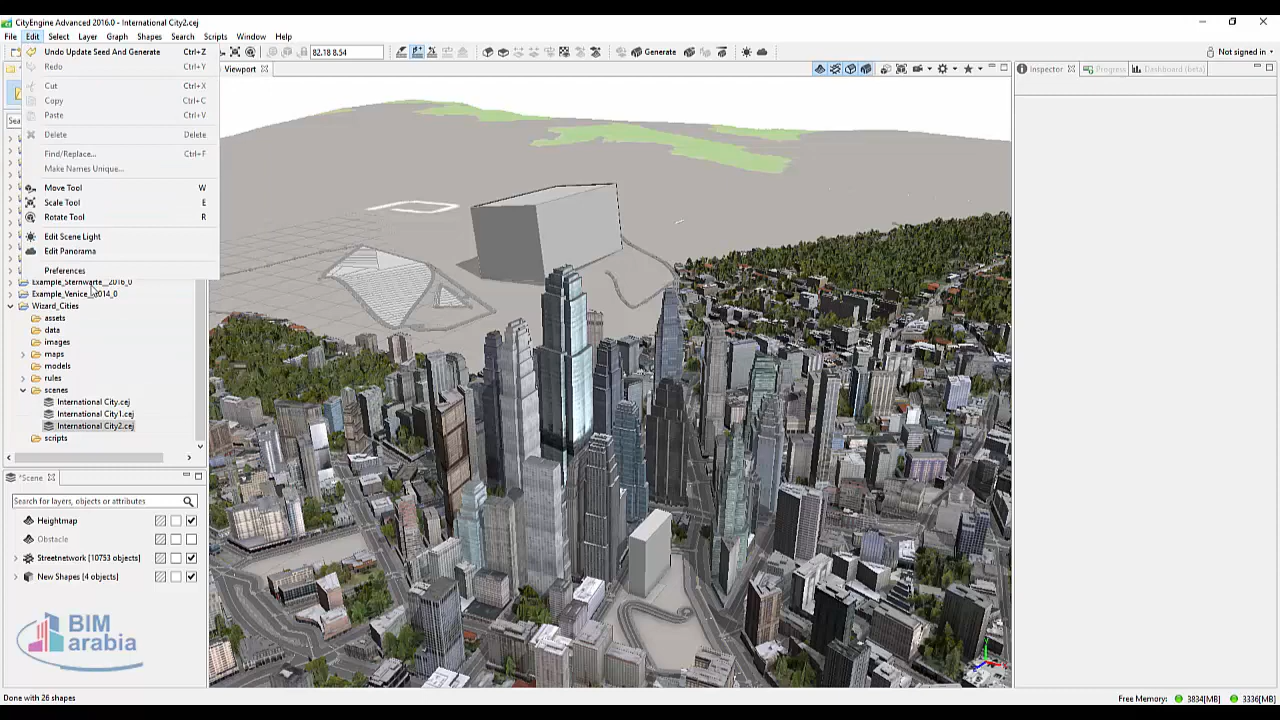 CityEngine Advanced 2016.0 - International City2.cej
File Edit Select Layer Graph Shapes Search Scripts Window Help
82.18 8.54
Generate
Not signed in
Undo Update Seed And Generate Ctrl+Z
Redo Ctrl+Y
Cut Ctrl+X
Copy Ctrl+C
Paste Ctrl+V
Delete Delete
Find/Replace... Ctrl+F
Make Names Unique...
Move Tool W
Scale Tool E
Rotate Tool R
Edit Scene Light
Edit Panorama
Preferences
Viewport
Inspector
Progress
Dashboard (beta)
Sea
Example_Sternwarte__2016_0
Example_Venice__2014_0
Wizard_Cities
assets
data
images
maps
models
rules
scenes
International City.cej
International City1.cej
International City2.cej
scripts
*Scene
Search for layers, objects or attributes
Heightmap
Obstacle
Streetnetwork [10753 objects]
New Shapes [4 objects]
BIM
arabia
Done with 26 shapes
Free Memory: 3834[MB] 3336[MB]